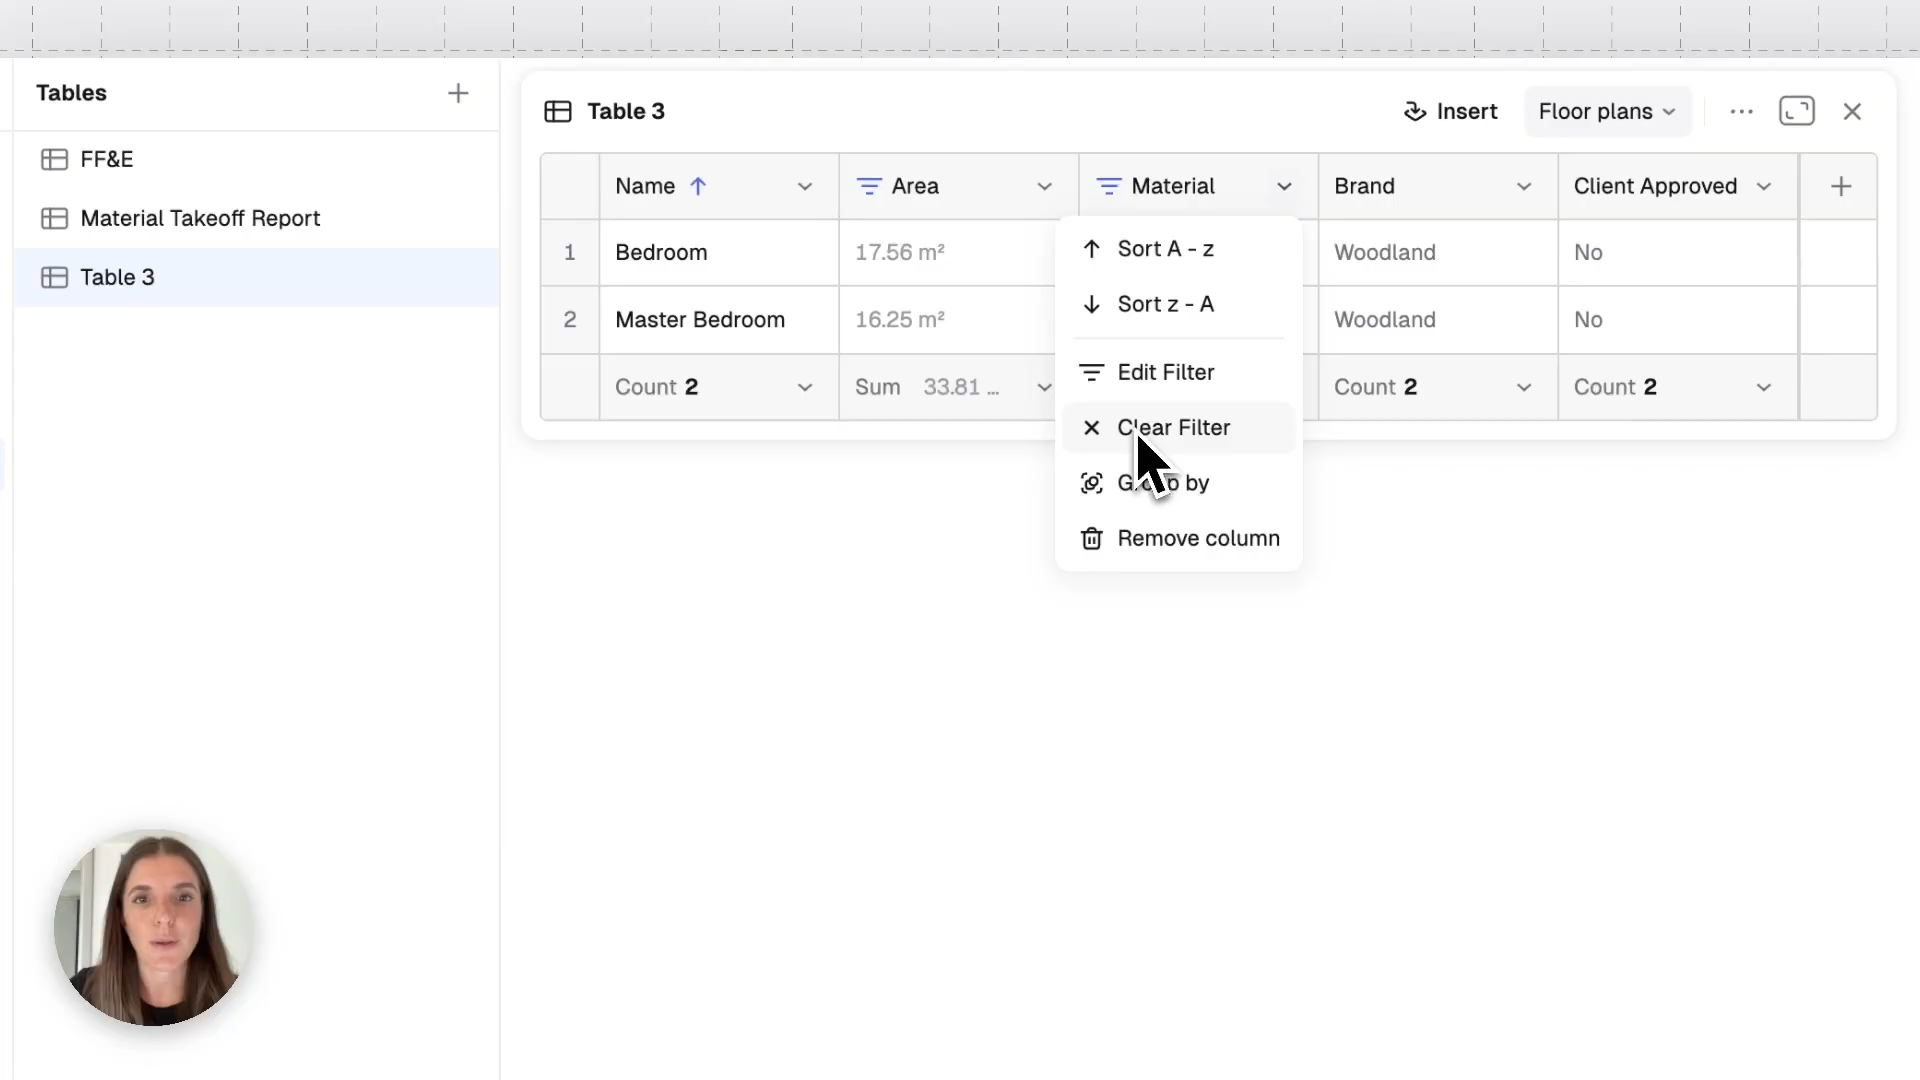 Tables
FF&E
Material Takeoff Report
Table 3
Table 3
Insert
Floor plans
Name Area Material Brand Client Approved
1 Bedroom 17.56 m² Woodland No
2 Master Bedroom 16.25 m² Woodland No
Count 2 Sum 33.81 ... Count 2 Count 2
Sort A - z
Sort z - A
Edit Filter
Clear Filter
Group by
Remove column